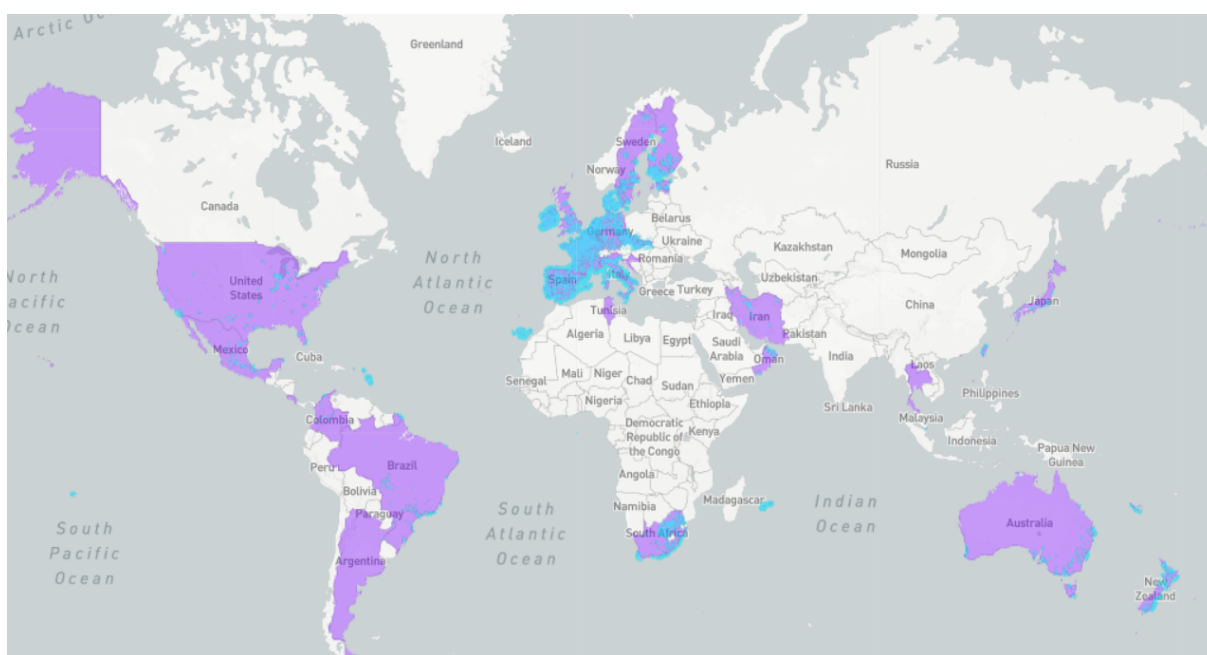 Arctic Oc
Greenland
Iceland
Sweden
Norway
Russia
Canada
Belarus
Germany
Ukraine
Kazakhstan
Mongolia
Romania
North
Atlantic
Ocean
North
acific
Ocean
United
States
Spain
Italy
Uzbekistan
Greece
Turkey
China
Japan
Tunisia
Iraq
Iran
Pakistan
Algeria
Libya
Egypt
Saudi
Arabia
Oman
India
Laos
Mexico
Cuba
Mali
Niger
Chad
Sudan
Yemen
Senegal
Nigeria
Ethiopia
Sri Lanka
Philippines
Malaysia
Colombia
Democratic
Republic of
the Congo
Kenya
Indonesia
Papua New
Guinea
Peru
Brazil
Angola
Bolivia
Namibia
Madagascar
Indian
Ocean
Paraguay
South
Atlantic
Ocean
South
Pacific
Ocean
South Africa
Australia
Argentina
New
Zealand